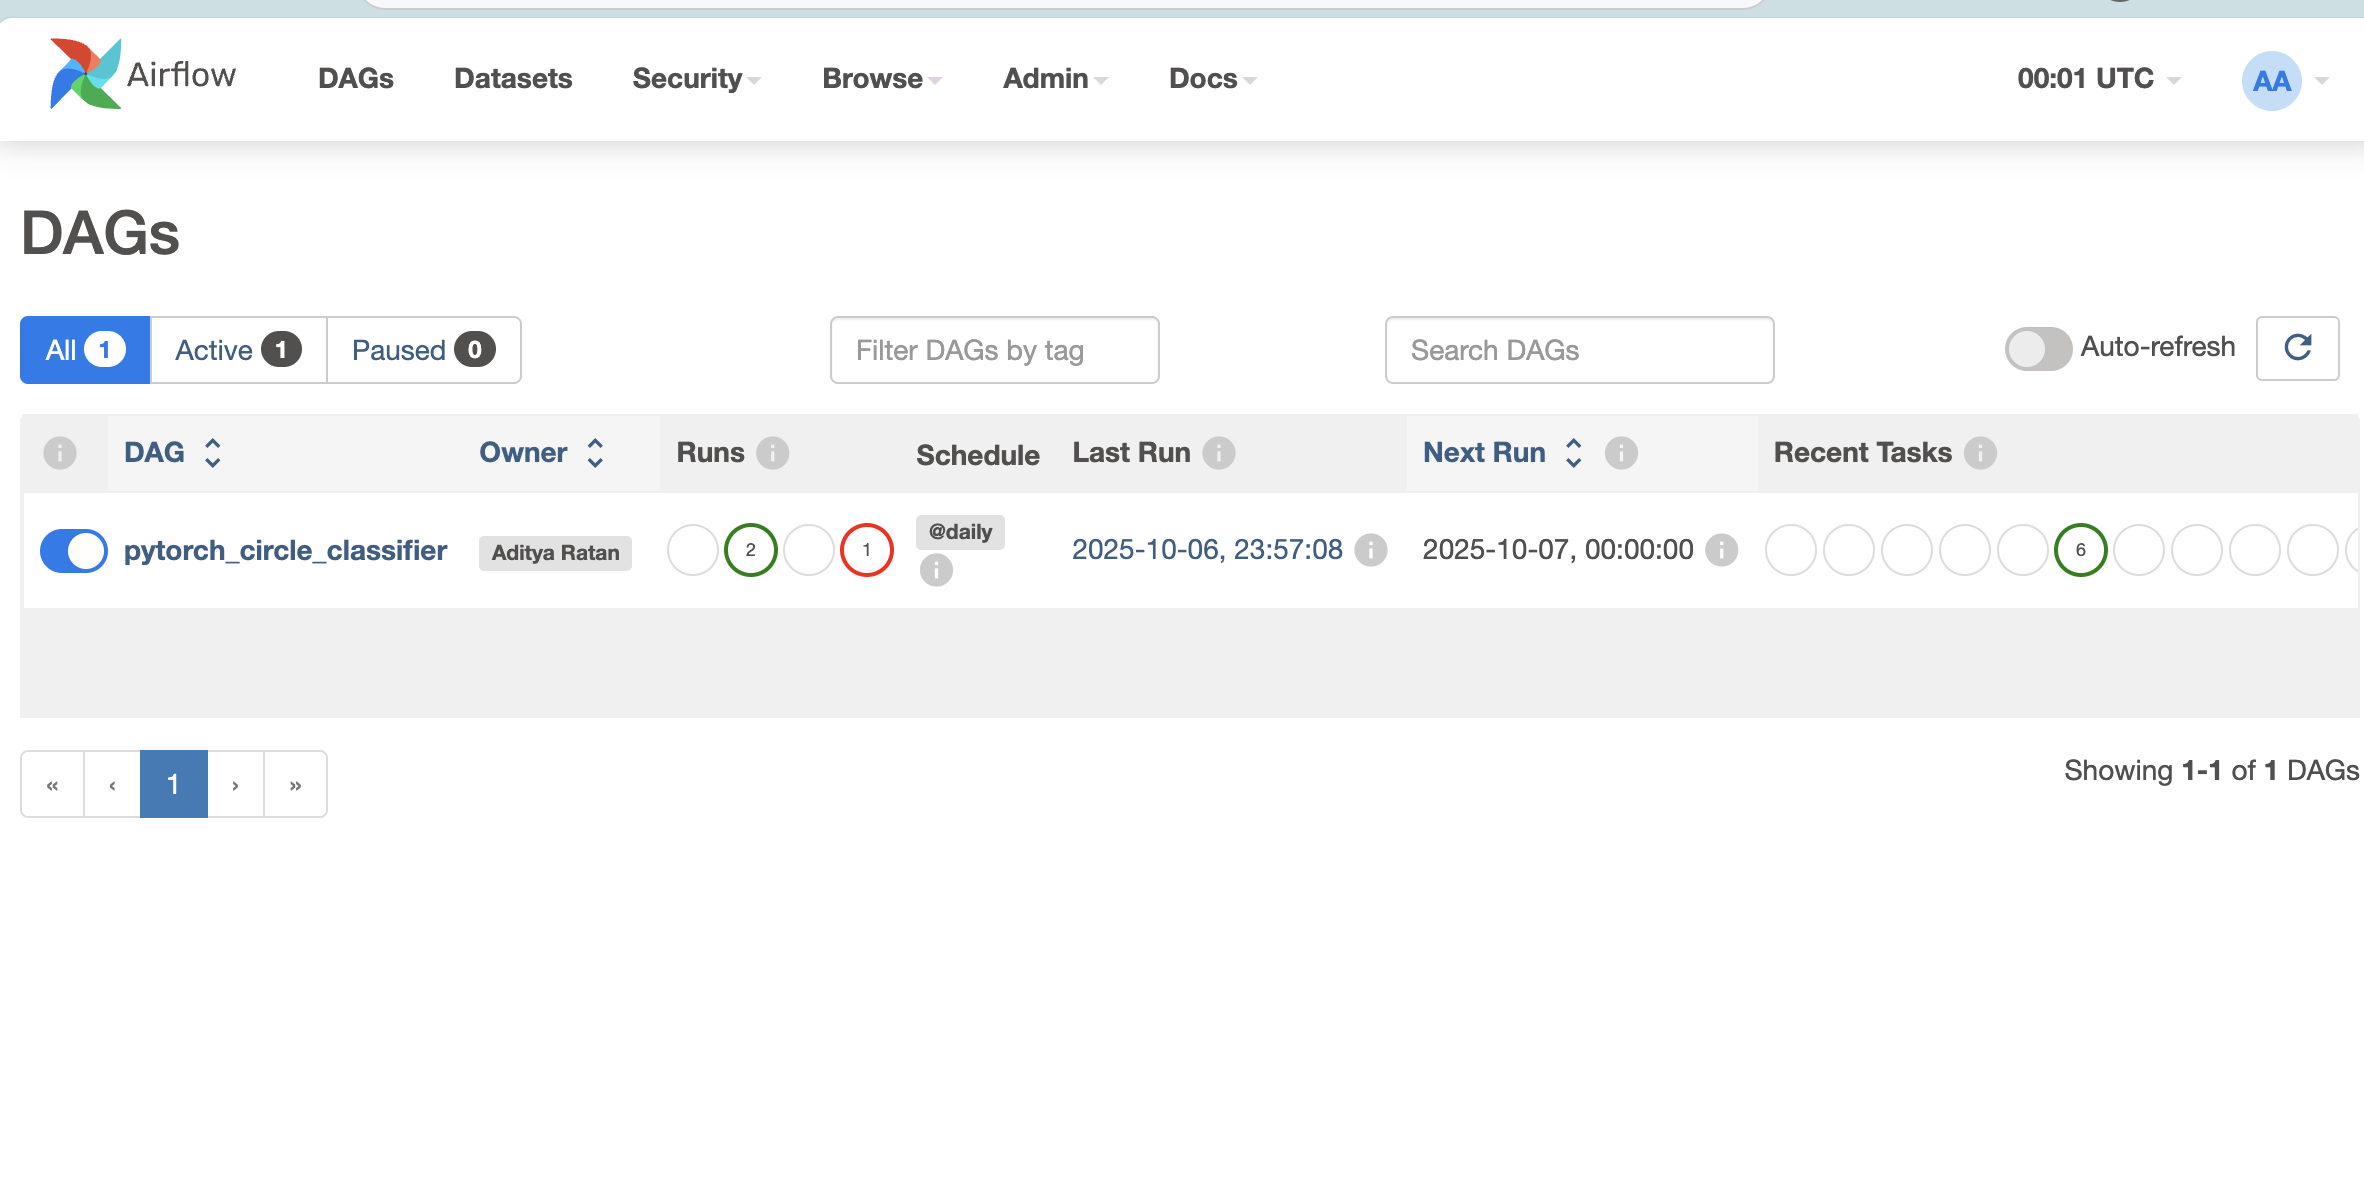 Airflow DAGs Datasets Security Browse Admin Docs 00:01 UTC AA
DAGs
All 1 Active 1 Paused 0 Filter DAGs by tag Search DAGs Auto-refresh
i DAG Owner Runs i Schedule Last Run i Next Run i Recent Tasks i
pytorch_circle_classifier Aditya Ratan 2 1 @daily i 2025-10-06, 23:57:08 i 2025-10-07, 00:00:00 i 6
« ‹ 1 › » Showing 1-1 of 1 DAGs